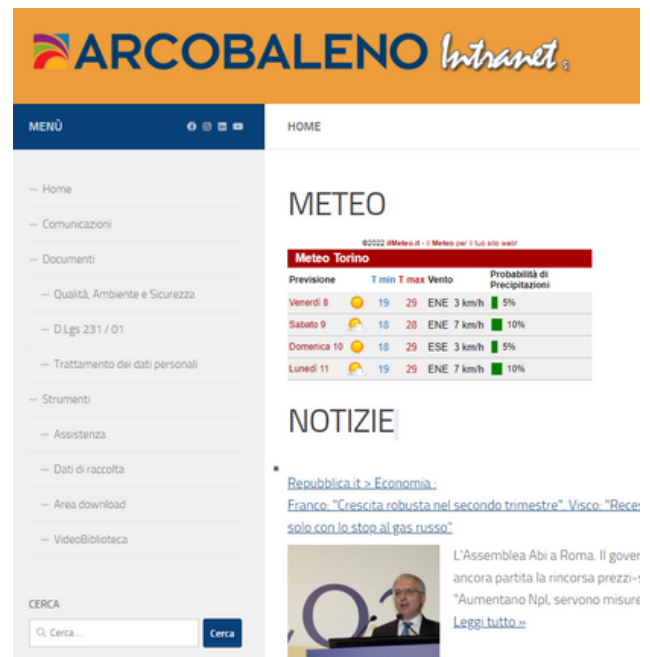 ARCOBALENO Intranet s
MENÙ
HOME
— Home
— Comunicazioni
— Documenti
— Qualità, Ambiente e Sicurezza
— D.Lgs 231 / 01
— Trattamento dei dati personali
— Strumenti
— Assistenza
— Dati di raccolta
— Area download
— VideoBiblioteca
CERCA
Cerca ...
Cerca
METEO
©2022 ilMeteo.it - il Meteo per il tuo sito web!
Meteo Torino
Previsione T min T max Vento Probabilità di Precipitazioni
Venerdì 8 19 29 ENE 3 km/h 5%
Sabato 9 18 28 ENE 7 km/h 10%
Domenica 10 18 29 ESE 3 km/h 5%
Lunedì 11 19 29 ENE 7 km/h 10%
NOTIZIE
Repubblica.it > Economia :
Franco: "Crescita robusta nel secondo trimestre". Visco: "Reces
solo con lo stop al gas russo"
L'Assemblea Abi a Roma. Il gover
ancora partita la rincorsa prezzi-s
"Aumentano Npl, servono misure
Leggi tutto »